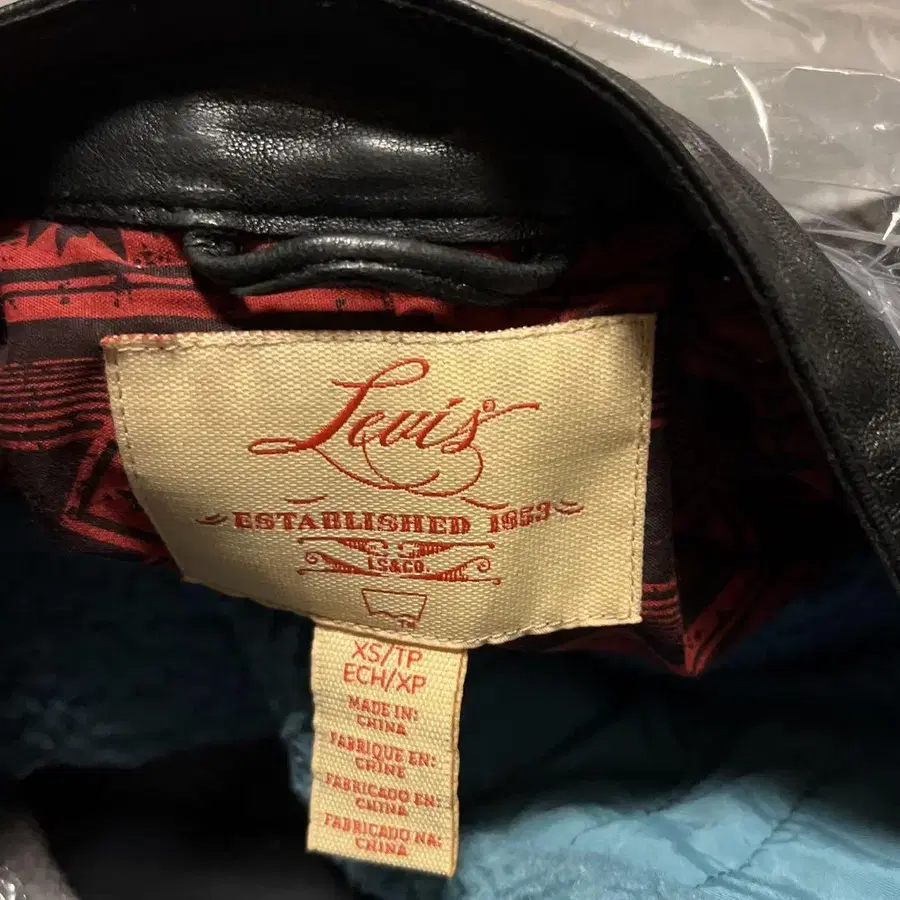 Levi's®
ESTABLISHED 1853
LS&CO.
XS/TP
ECH/XP
MADE IN:
CHINA
FABRIQUE EN:
CHINE
FABRICADO EN:
CHINA
FABRICADO NA:
CHINA